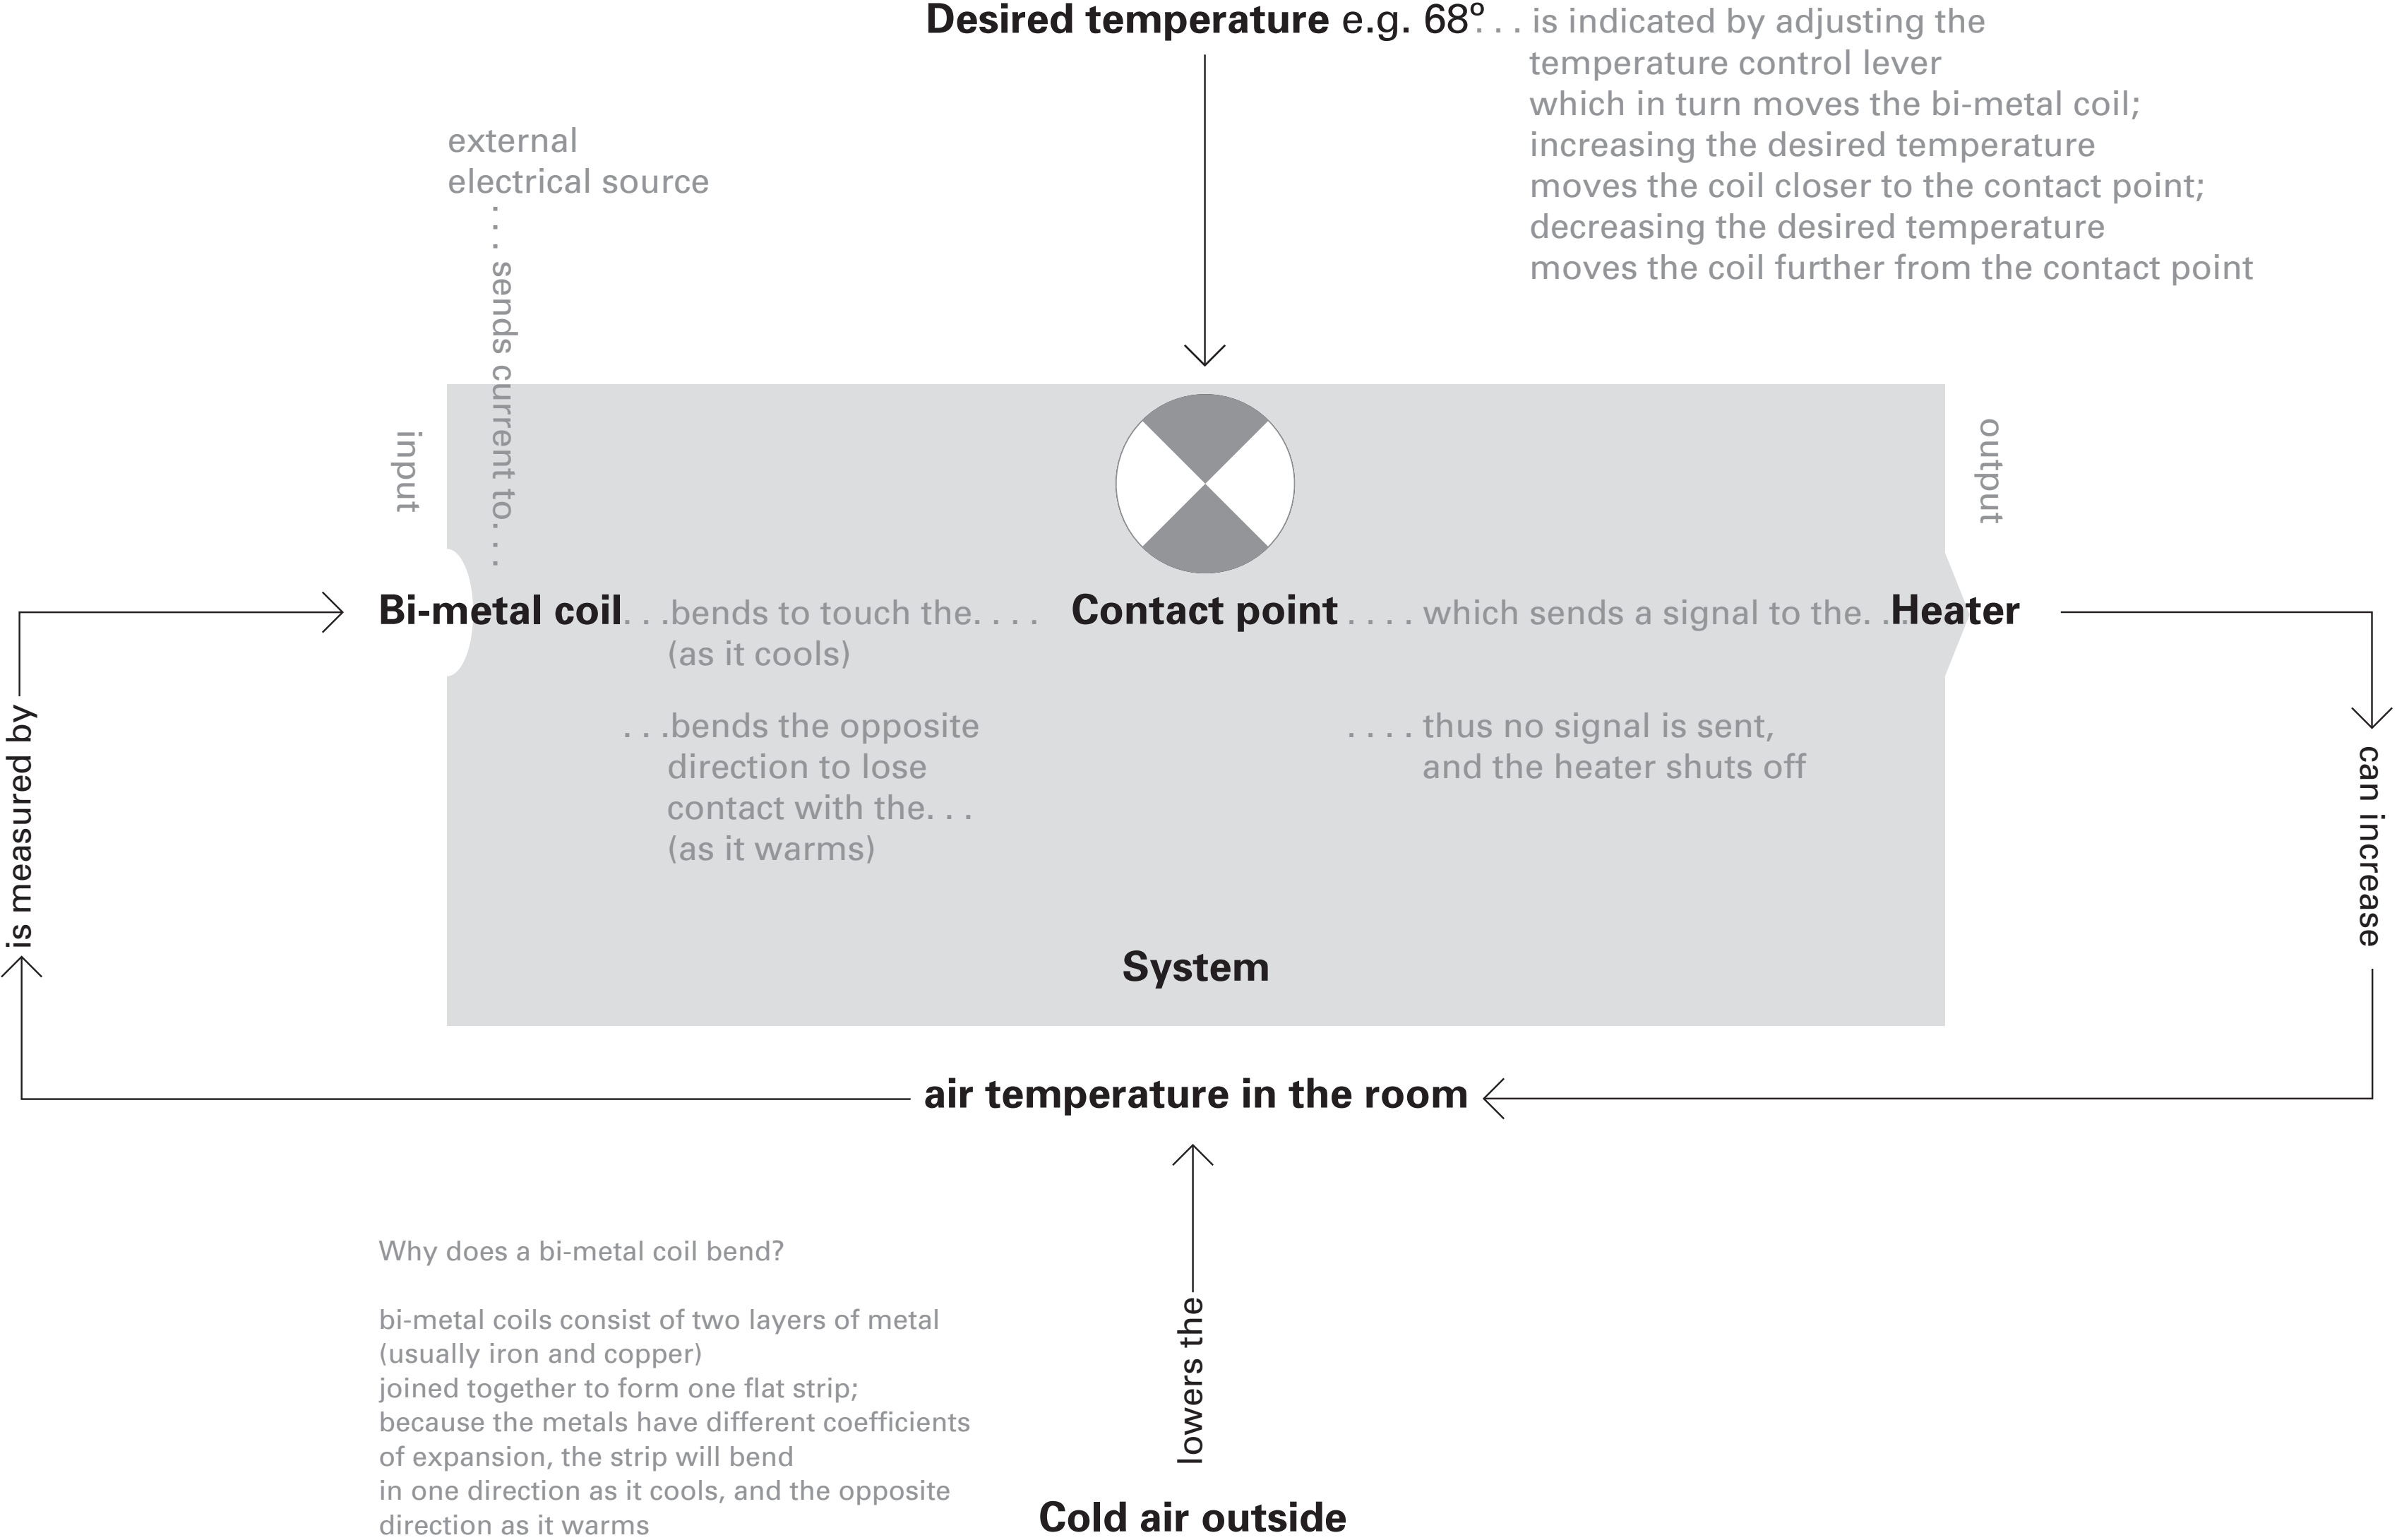 Desired temperature e.g. 68º. . . is indicated by adjusting the
temperature control lever
which in turn moves the bi-metal coil;
increasing the desired temperature
moves the coil closer to the contact point;
decreasing the desired temperature
moves the coil further from the contact point
external
electrical source
. . . sends current to. . .
input
output
Bi-metal coil. . .bends to touch the. . . . Contact point . . . . which sends a signal to the. . . Heater
(as it cools)
. . .bends the opposite
direction to lose
contact with the. . .
(as it warms)
. . . . thus no signal is sent,
and the heater shuts off
is measured by
can increase
System
air temperature in the room
lowers the
Cold air outside
Why does a bi-metal coil bend?
bi-metal coils consist of two layers of metal
(usually iron and copper)
joined together to form one flat strip;
because the metals have different coefficients
of expansion, the strip will bend
in one direction as it cools, and the opposite
direction as it warms